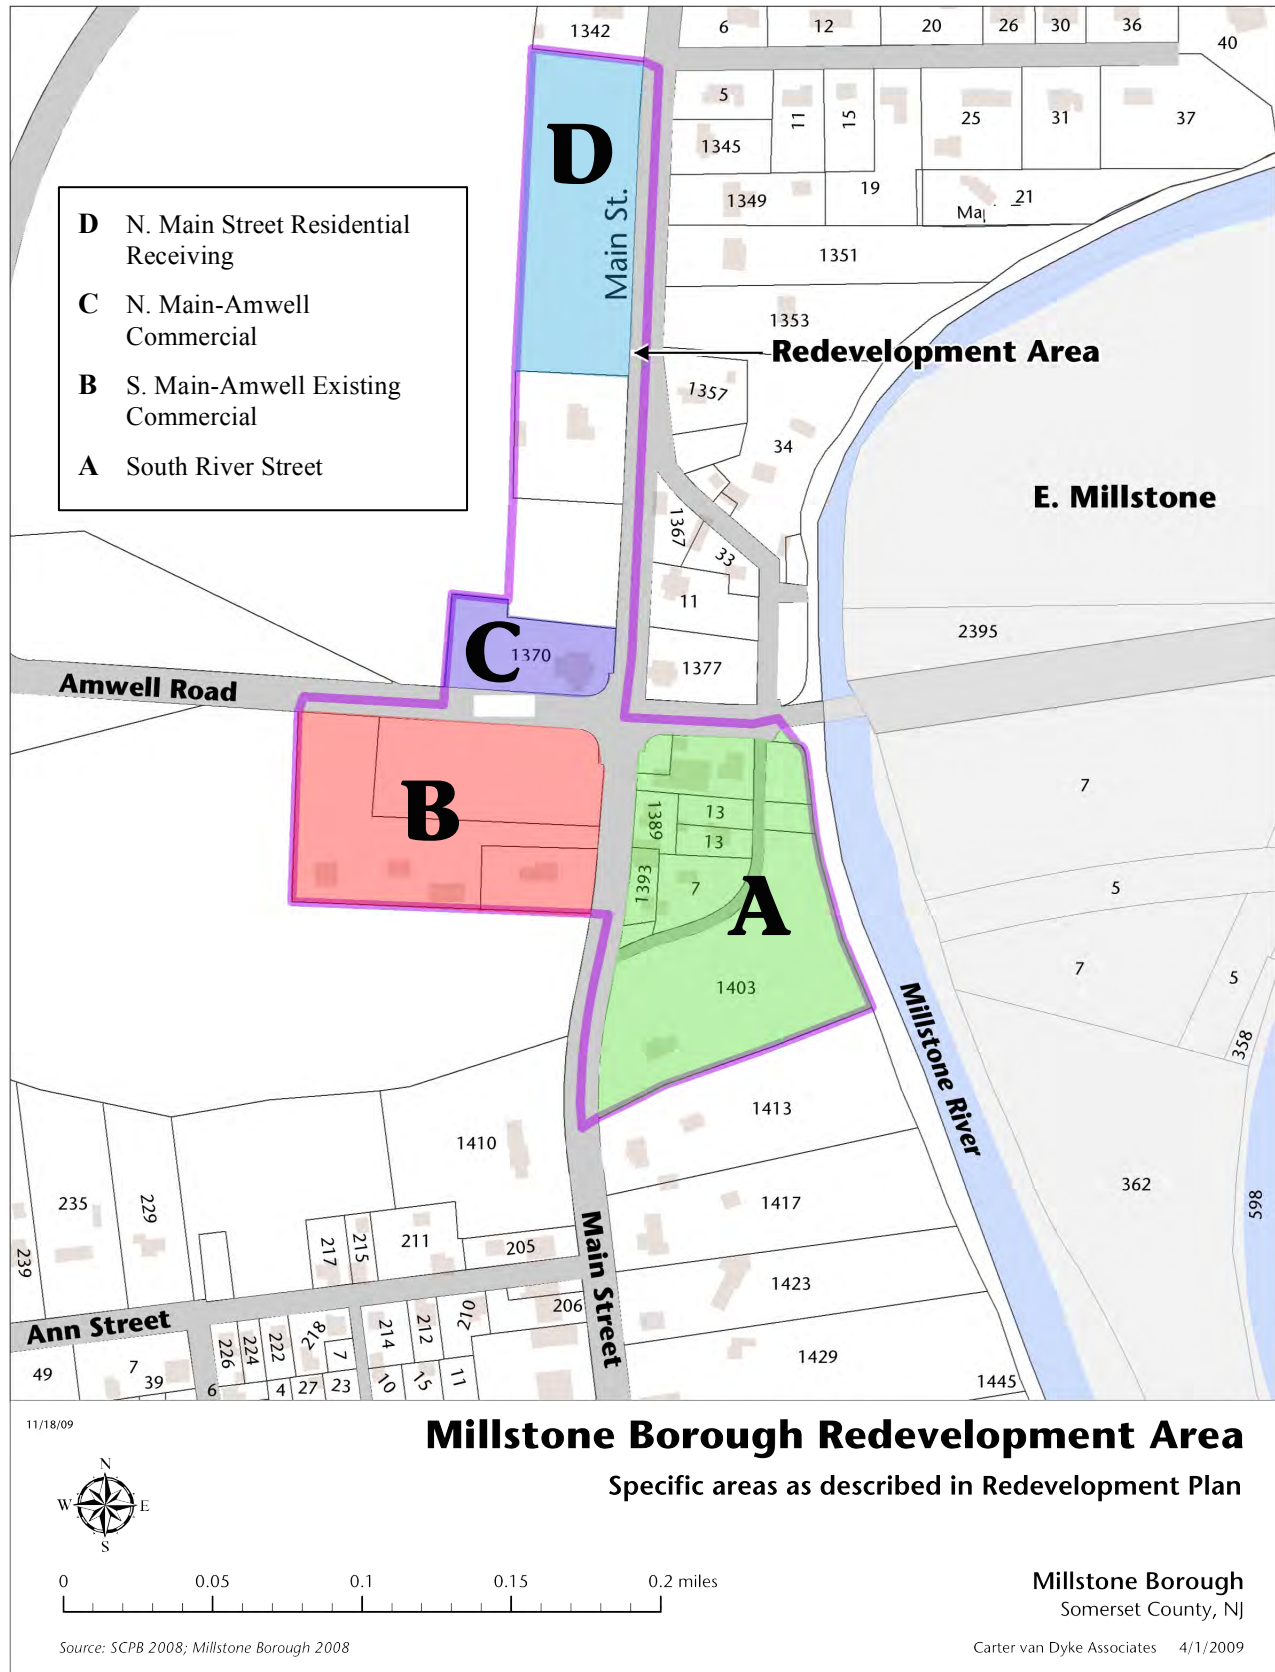 1342
6
12
20
26
30
36
40
5
11
15
25
31
37
1345
1349
19
21
Ma
1351
1353
D
Main St.
D N. Main Street Residential
Receiving
C N. Main-Amwell
Commercial
B S. Main-Amwell Existing
Commercial
A South River Street
Redevelopment Area
1357
34
E. Millstone
1367
33
11
2395
C
1370
1377
Amwell Road
B
1389
13
13
1393
7
A
1403
7
5
7
5
358
Millstone River
1413
1410
1417
362
598
235
229
239
217
215
211
205
Main Street
1423
206
Ann Street
226
224
222
218
7
214
212
210
1429
49
7
39
6
4
27
23
10
15
11
1445
11/18/09
Millstone Borough Redevelopment Area
Specific areas as described in Redevelopment Plan
N
W E
S
0 0.05 0.1 0.15 0.2 miles
Millstone Borough
Somerset County, NJ
Source: SCPB 2008; Millstone Borough 2008
Carter van Dyke Associates 4/1/2009